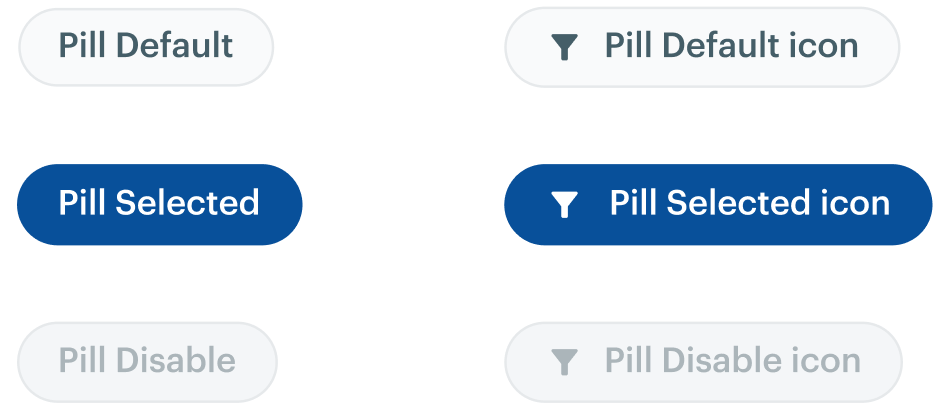 Pill Default
Pill Default icon
Pill Selected
Pill Selected icon
Pill Disable
Pill Disable icon